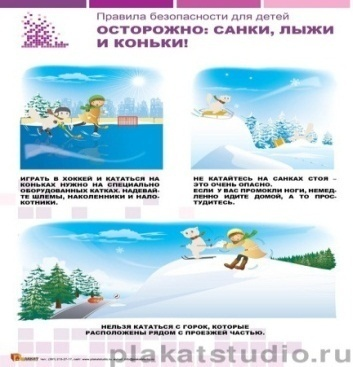 Правила безопасности для детей
ОСТОРОЖНО: САНКИ, ЛЫЖИ
И КОНЬКИ!
ИГРАТЬ В ХОККЕЙ И КАТАТЬСЯ НА
КОНЬКАХ НУЖНО НА СПЕЦИАЛЬНО
ОБОРУДОВАННЫХ КАТКАХ. НАДЕВАЙ-
ТЕ ШЛЕМЫ, НАКОЛЕННИКИ И НАЛО-
КОТНИКИ.
НЕ КАТАЙТЕСЬ НА САНКАХ СТОЯ –
ЭТО ОЧЕНЬ ОПАСНО.
ЕСЛИ У ВАС ПРОМОКЛИ НОГИ, НЕМЕД-
ЛЕННО ИДИТЕ ДОМОЙ, А ТО ПРОС-
ТУДИТЕСЬ.
НЕЛЬЗЯ КАТАТЬСЯ С ГОРОК, КОТОРЫЕ
РАСПОЛОЖЕНЫ РЯДОМ С ПРОЕЗЖЕЙ ЧАСТЬЮ.
plakatstudio.ru